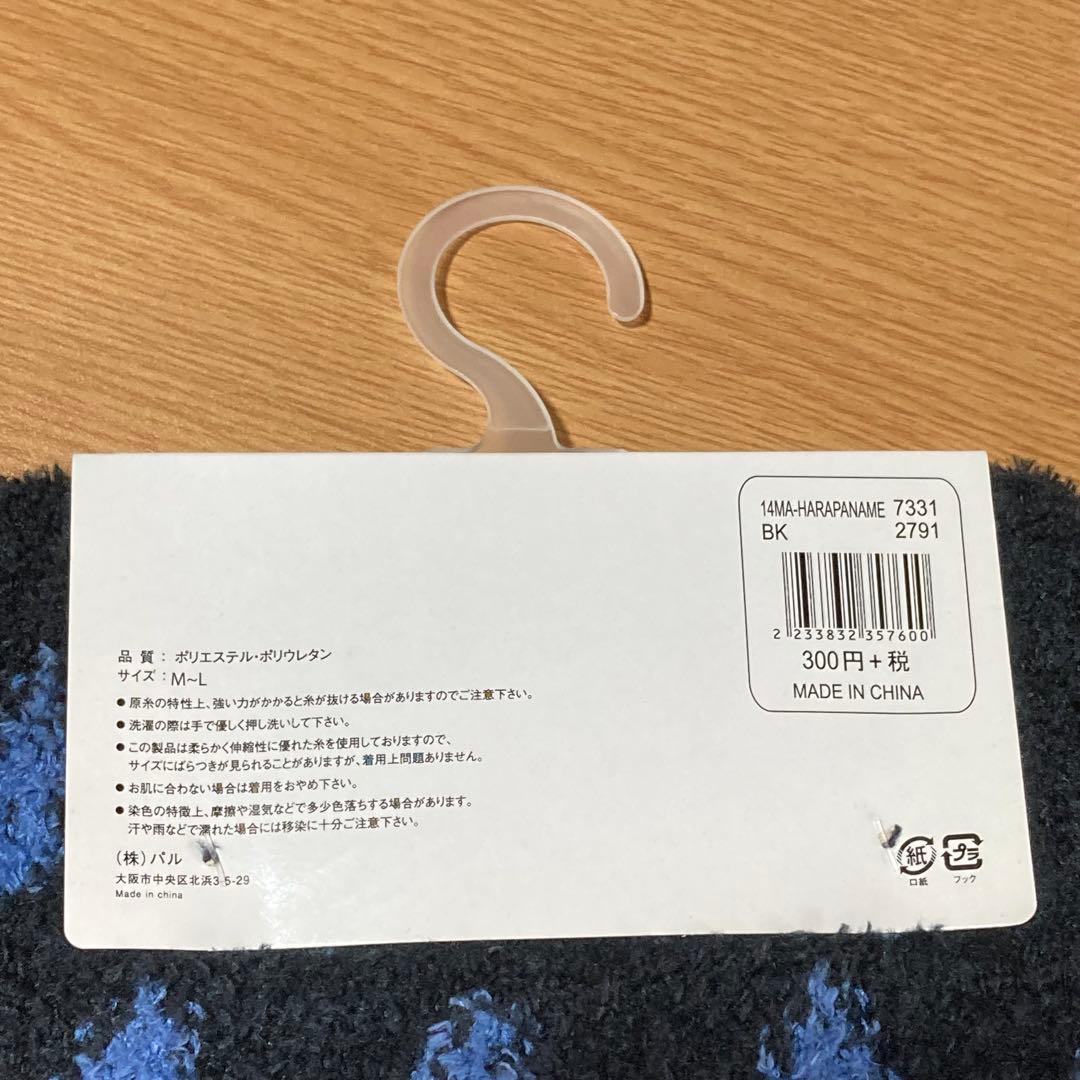 14MA-HARAPANAME 7331
BK 2791
2 233832 357600
300円+税
MADE IN CHINA
品 質 : ポリエステル・ポリウレタン
サイズ : M~L
● 原糸の特性上、強い力がかかると糸が抜ける場合がありますのでご注意下さい。
● 洗濯の際は手で優しく押し洗いして下さい。
● この製品は柔らかく伸縮性に優れた糸を使用しておりますので、
サイズにばらつきが見られることがありますが、着用上問題ありません。
● お肌に合わない場合は着用をおやめ下さい。
● 染色の特徴上、摩擦や湿気などで多少色落ちする場合があります。
汗や雨などで濡れた場合には移染に十分ご注意下さい。
(株)パル
大阪市中央区北浜3-5-29
Made in china
紙
口紙
プラ
フック